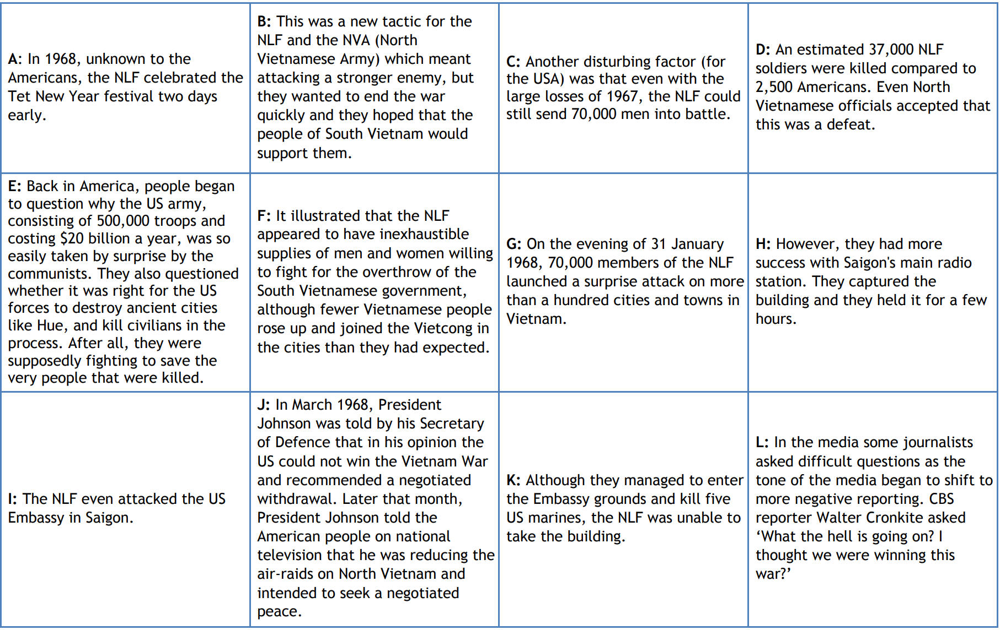 A: In 1968, unknown to the
Americans, the NLF celebrated the
Tet New Year festival two days
early.
B: This was a new tactic for the
NLF and the NVA (North
Vietnamese Army) which meant
attacking a stronger enemy, but
they wanted to end the war
quickly and they hoped that the
people of South Vietnam would
support them.
C: Another disturbing factor (for
the USA) was that even with the
large losses of 1967, the NLF could
still send 70,000 men into battle.
D: An estimated 37,000 NLF
soldiers were killed compared to
2,500 Americans. Even North
Vietnamese officials accepted that
this was a defeat.
E: Back in America, people began
to question why the US army,
consisting of 500,000 troops and
costing $20 billion a year, was so
easily taken by surprise by the
communists. They also questioned
whether it was right for the US
forces to destroy ancient cities
like Hue, and kill civilians in the
process. After all, they were
supposedly fighting to save the
very people that were killed.
F: It illustrated that the NLF
appeared to have inexhaustible
supplies of men and women willing
to fight for the overthrow of the
South Vietnamese government,
although fewer Vietnamese people
rose up and joined the Vietcong in
the cities than they had expected.
G: On the evening of 31 January
1968, 70,000 members of the NLF
launched a surprise attack on more
than a hundred cities and towns in
Vietnam.
H: However, they had more
success with Saigon's main radio
station. They captured the
building and they held it for a few
hours.
I: The NLF even attacked the US
Embassy in Saigon.
J: In March 1968, President
Johnson was told by his Secretary
of Defence that in his opinion the
US could not win the Vietnam War
and recommended a negotiated
withdrawal. Later that month,
President Johnson told the
American people on national
television that he was reducing the
air-raids on North Vietnam and
intended to seek a negotiated
peace.
K: Although they managed to enter
the Embassy grounds and kill five
US marines, the NLF was unable to
take the building.
L: In the media some journalists
asked difficult questions as the
tone of the media began to shift to
more negative reporting. CBS
reporter Walter Cronkite asked
‘What the hell is going on? I
thought we were winning this
war?’